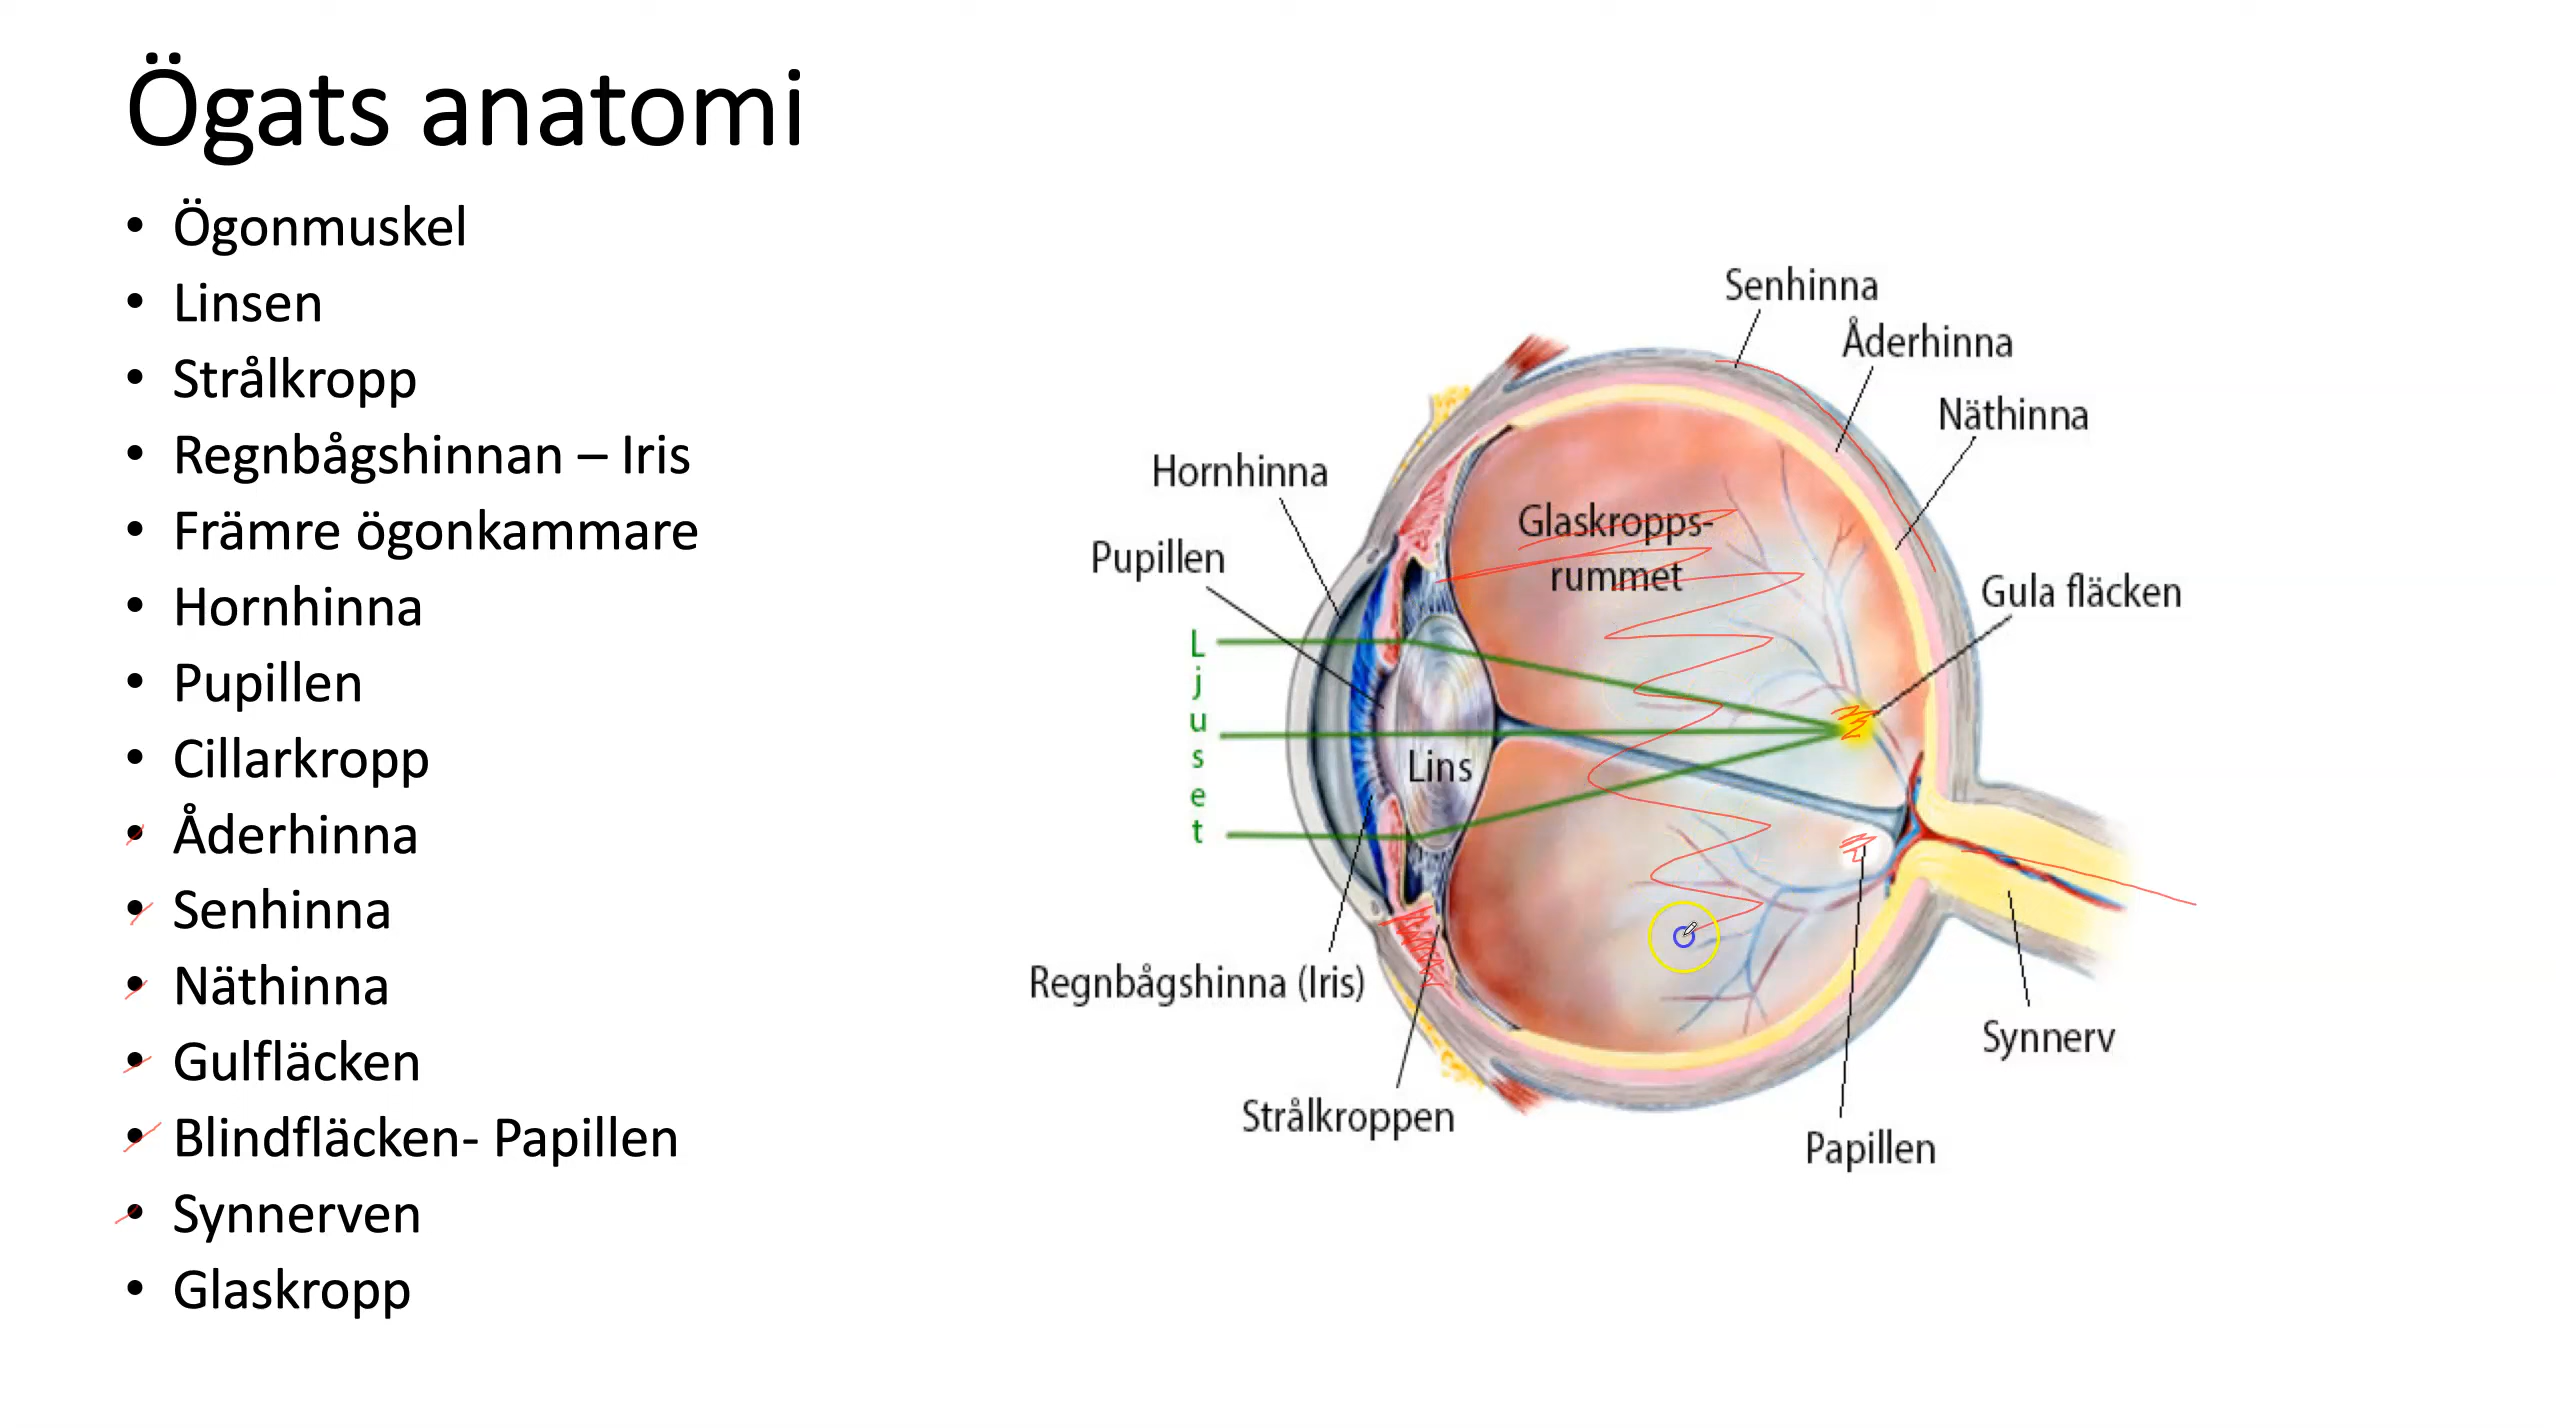 Ögats anatomi
• Ögonmuskel
• Linsen
• Strålkropp
• Regnbågshinnan – Iris
• Främre ögonkammare
• Hornhinna
• Pupillen
• Cillarkropp
• Åderhinna
• Senhinna
• Näthinna
• Gulfläcken
• Blindfläcken- Papillen
• Synnerven
• Glaskropp
Senhinna
Åderhinna
Näthinna
Hornhinna
Glaskropps-
rummet
Pupillen
Gula fläcken
Ljuset
Lins
Regnbågshinna (Iris)
Synnerv
Strålkroppen
Papillen